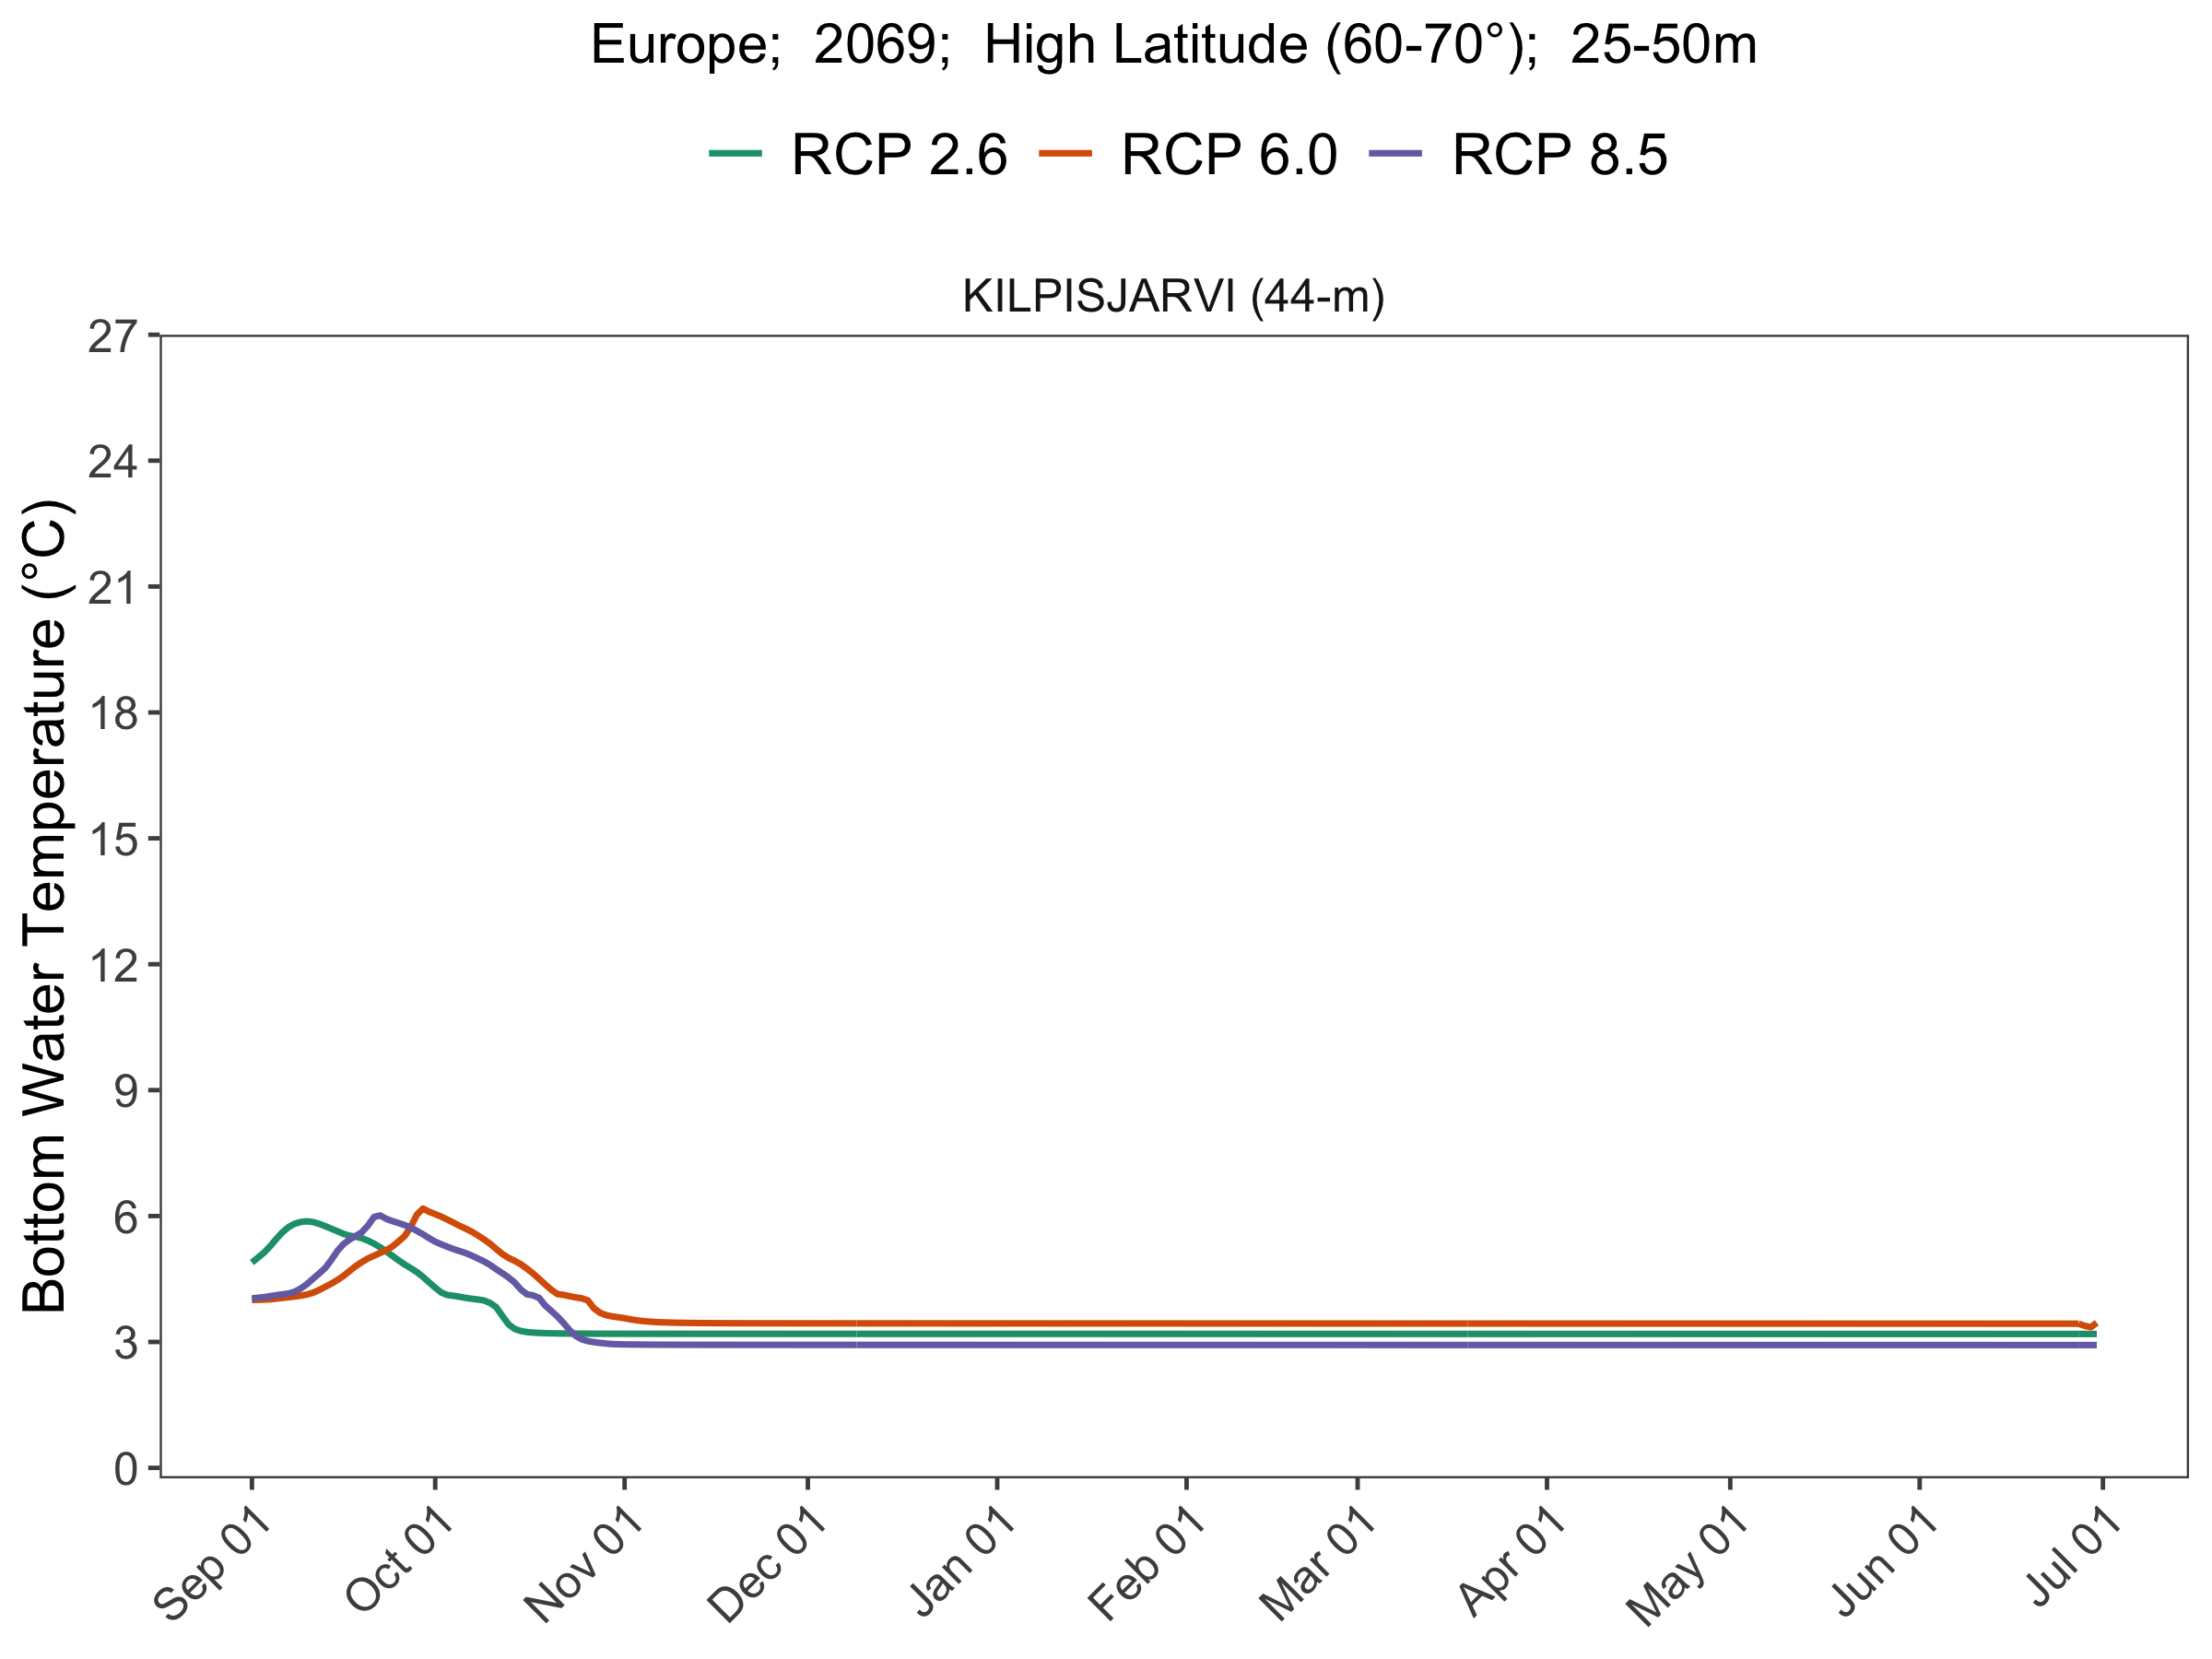 Europe;  2069;  High Latitude (60-70°);  25-50m
RCP 2.6 RCP 6.0 RCP 8.5
KILPISJARVI (44-m)
Bottom Water Temperature (°C)
27
24
21
18
15
12
9
6
3
0
Sep 01 Oct 01 Nov 01 Dec 01 Jan 01 Feb 01 Mar 01 Apr 01 May 01 Jun 01 Jul 01